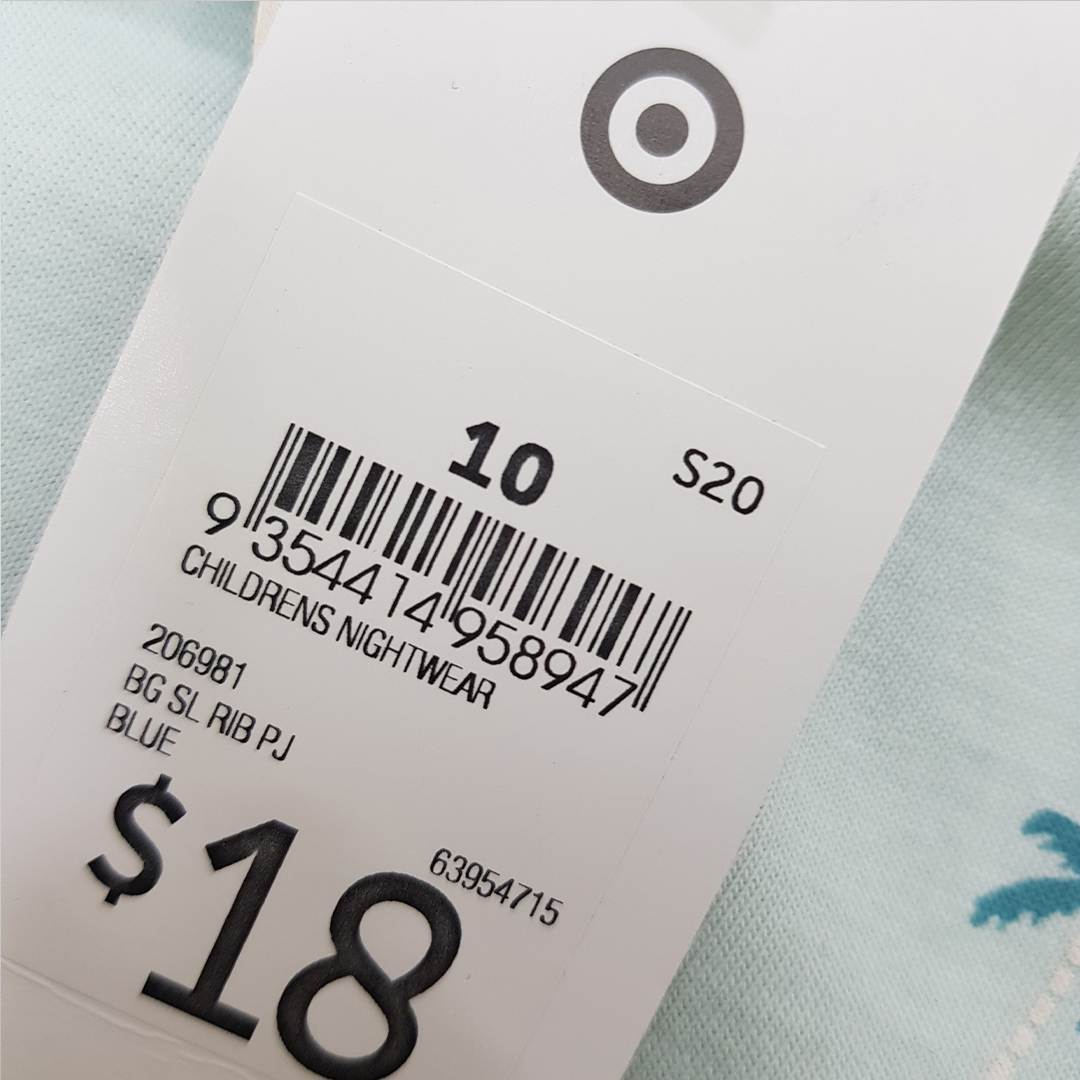 10
S20
9 354414 958947
CHILDRENS NIGHTWEAR
206981
BG SL RIB PJ
BLUE
$18
63954715